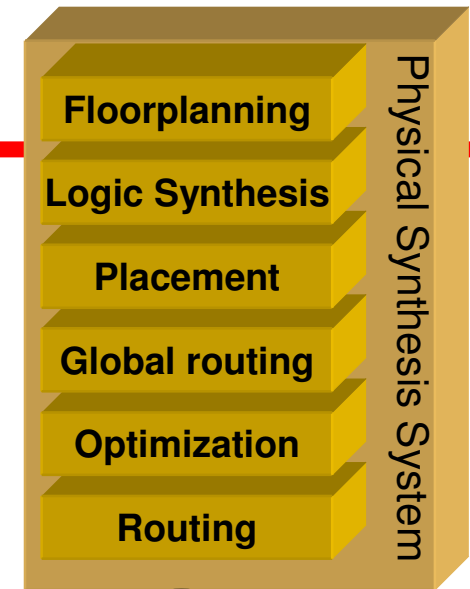 Floorplanning
Logic Synthesis
Placement
Global routing
Optimization
Routing
Physical Synthesis System